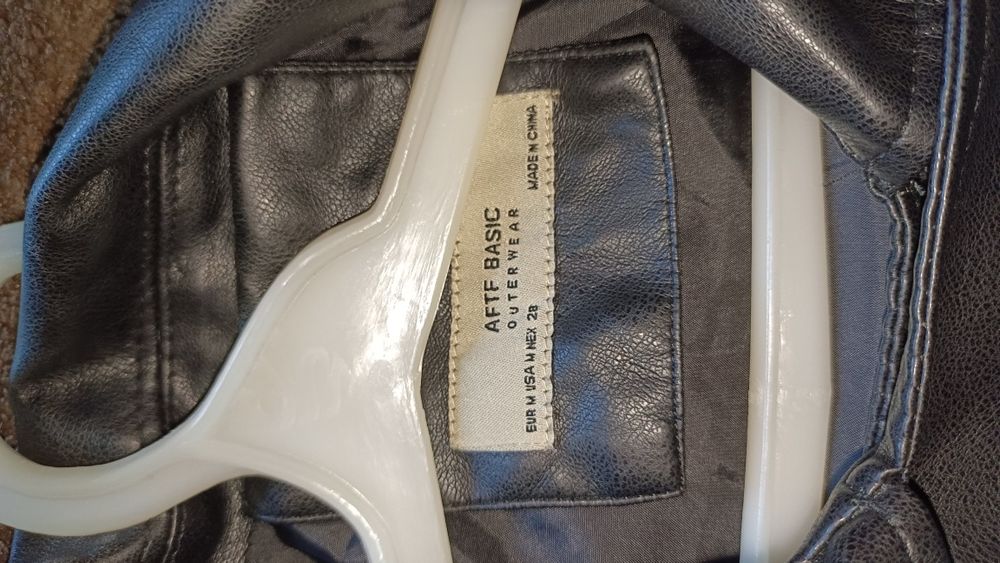 AFTF BASIC
OUTERWEAR
EUR M USA M MEX 28 MADE IN CHINA